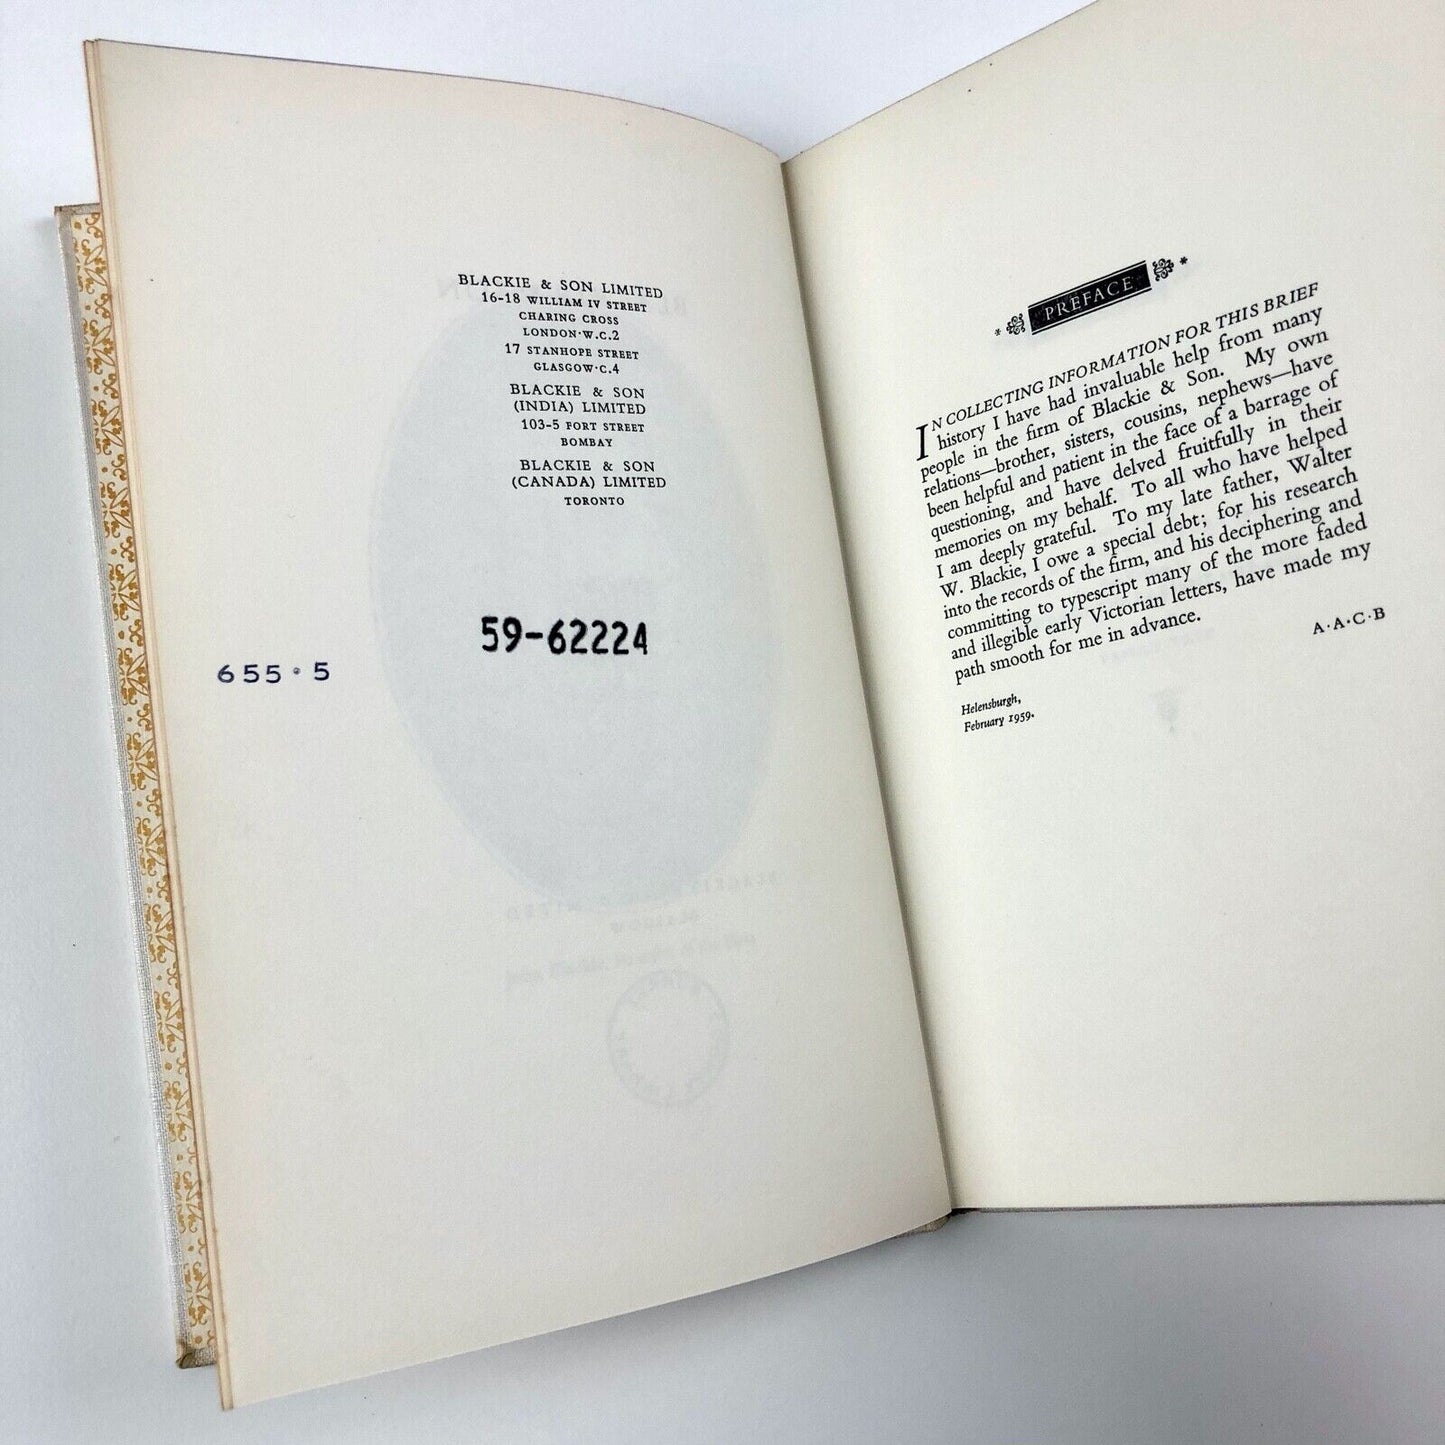 BLACKIE & SON LIMITED
16-18 WILLIAM IV STREET
CHARING CROSS
LONDON·W.C.2
17 STANHOPE STREET
GLASGOW·C.4
BLACKIE & SON
(INDIA) LIMITED
103-5 FORT STREET
BOMBAY
BLACKIE & SON
(CANADA) LIMITED
TORONTO
59-62224
655·5
PREFACE
IN COLLECTING INFORMATION FOR THIS BRIEF
history I have had invaluable help from many
people in the firm of Blackie & Son. My own
relations—brother, sisters, cousins, nephews—have
been helpful and patient in the face of a barrage of
questioning, and have delved fruitfully in their
memories on my behalf. To all who have helped
I am deeply grateful. To my late father, Walter
W. Blackie, I owe a special debt; for his research
into the records of the firm, and his deciphering and
committing to typescript many of the more faded
and illegible early Victorian letters, have made my
path smooth for me in advance.
A·A·C·B
Helensburgh,
February 1959.